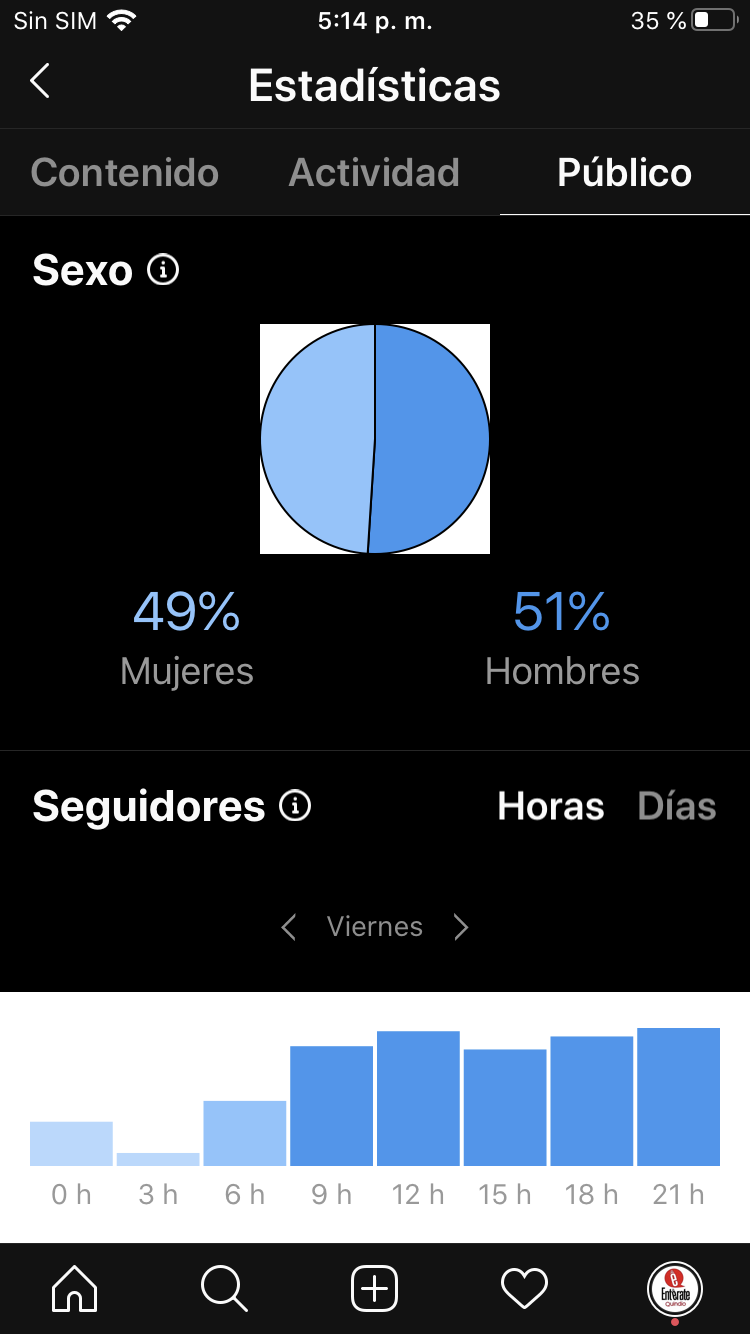 Sin SIM 5:14 p. m. 35 %
Estadísticas
Contenido Actividad Público
Sexo
49% 51%
Mujeres Hombres
Seguidores Horas Días
Viernes
0 h 3 h 6 h 9 h 12 h 15 h 18 h 21 h
e
Entérate
Quindío